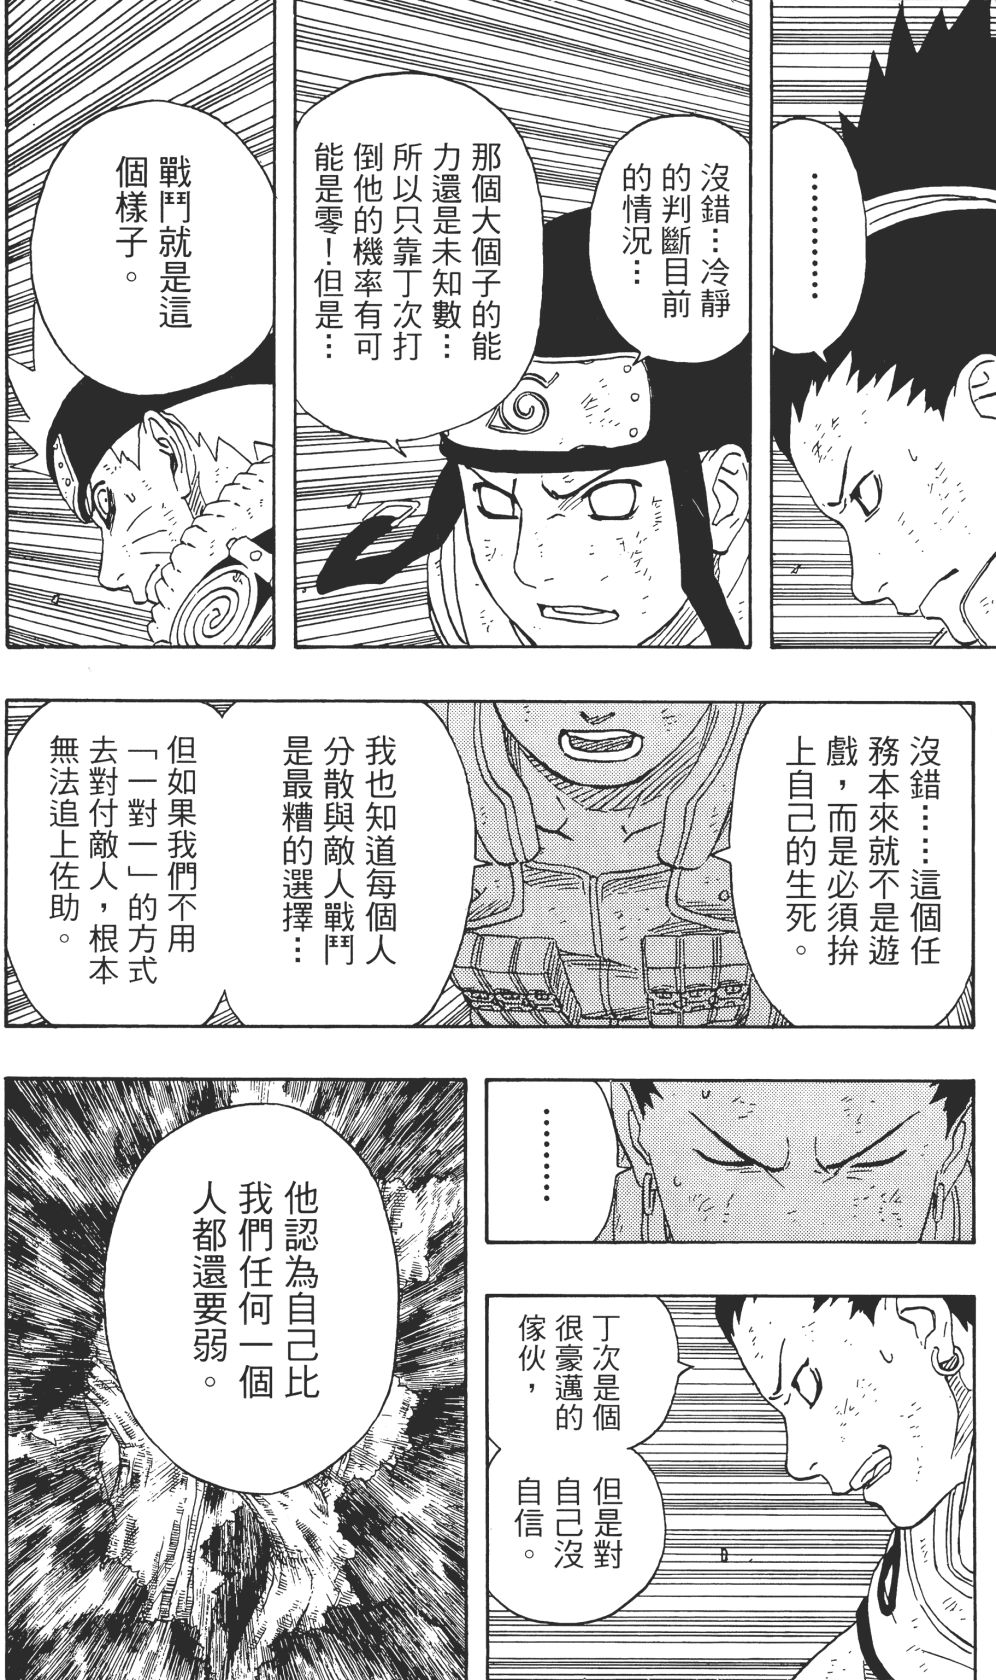 …………
沒錯…冷靜
的判斷目前
的情況…
那個大個子的能
力還是未知數…
所以只靠丁次打
倒他的機率有可
能是零！但是…
戰鬥就是這
個樣子。
沒錯……這個任
務本來就不是遊
戲，而是必須拚
上自己的生死。
我也知道每個人
分散與敵人戰鬥
是最糟的選擇…
但如果我們不用
「一對一」的方式
去對付敵人，根本
無法追上佐助。
…………
丁次是個
很豪邁的
傢伙，
但是對
自己沒
自信。
他認為自己比
我們任何一個
人都還要弱。